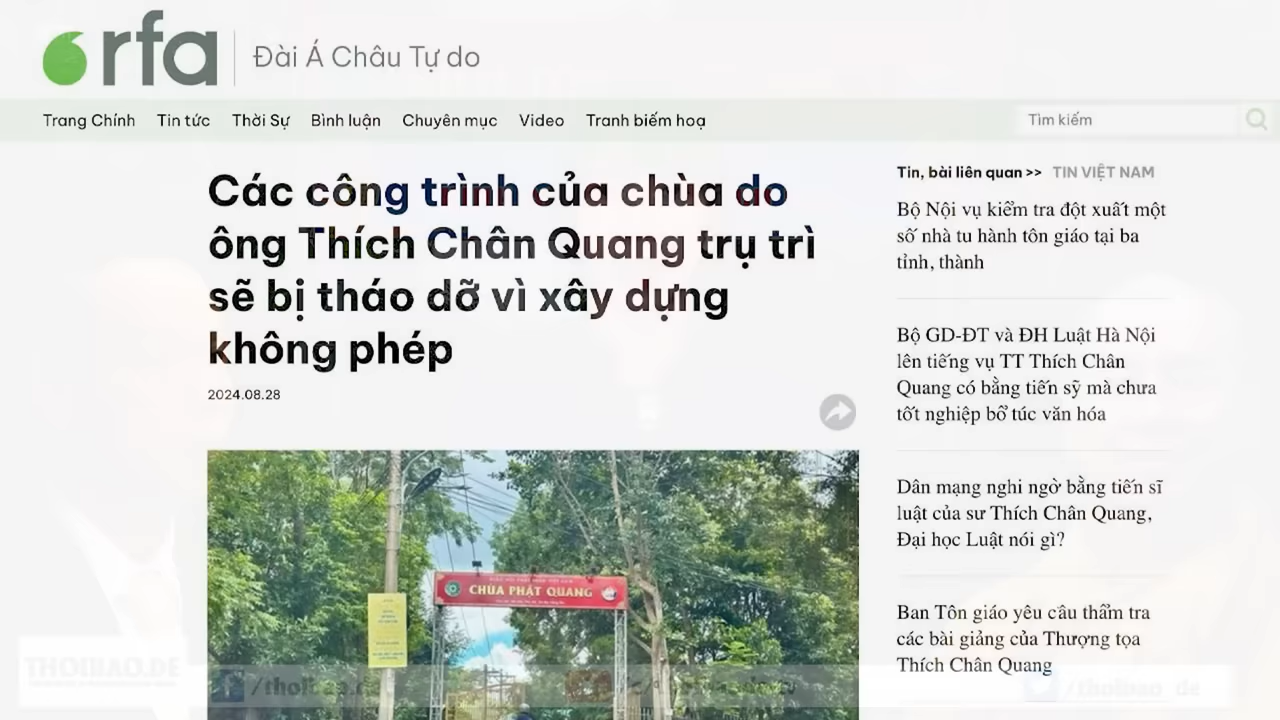 rfa
Đài Á Châu Tự do
Trang Chính Tin tức Thời Sự Bình luận Chuyên mục Video Tranh biếm hoạ
Tìm kiếm
Các công trình của chùa do
ông Thích Chân Quang trụ trì
sẽ bị tháo dỡ vì xây dựng
không phép
2024.08.28
CHÙA PHẬT QUANG
Tin, bài liên quan >> TIN VIỆT NAM
Bộ Nội vụ kiểm tra đột xuất một
số nhà tu hành tôn giáo tại ba
tỉnh, thành
Bộ GD-ĐT và ĐH Luật Hà Nội
lên tiếng vụ TT Thích Chân
Quang có bằng tiến sỹ mà chưa
tốt nghiệp bổ túc văn hóa
Dân mạng nghi ngờ bằng tiến sĩ
luật của sư Thích Chân Quang,
Đại học Luật nói gì?
Ban Tôn giáo yêu cầu thẩm tra
các bài giảng của Thượng tọa
Thích Chân Quang
THOIBAO.DE
/thoibao.de
/thoibao_de